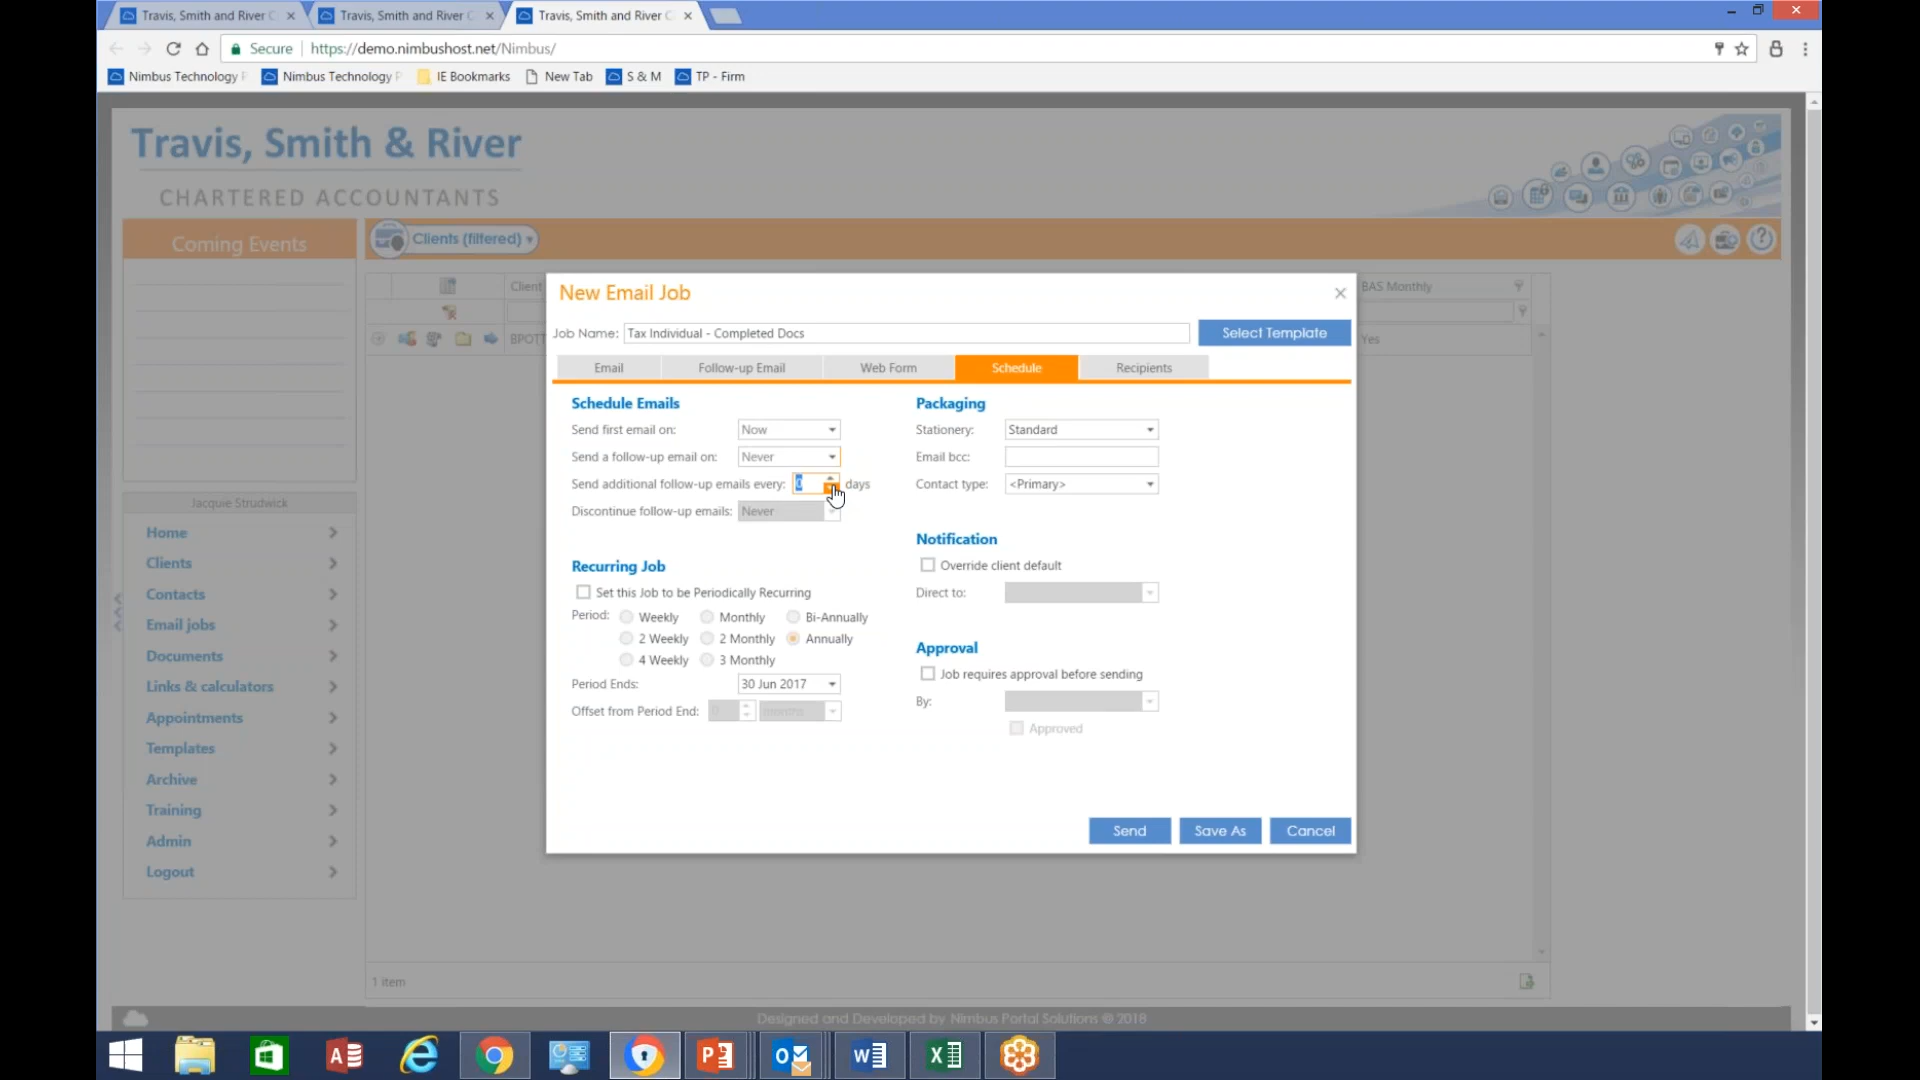 Travis, Smith and River C
Travis, Smith and River C
Travis, Smith and River C
Secure | https://demo.nimbushost.net/Nimbus/
Nimbus Technology P
Nimbus Technology P
IE Bookmarks
New Tab
S & M
TP - Firm
Travis, Smith & River
CHARTERED ACCOUNTANTS
Coming Events
Clients (filtered)
Client
BAS Monthly
BPOTT
Yes
New Email Job
Job Name: Tax Individual - Completed Docs
Select Template
Email
Follow-up Email
Web Form
Schedule
Recipients
Schedule Emails
Send first email on: Now
Send a follow-up email on: Never
Send additional follow-up emails every: 0 days
Discontinue follow-up emails: Never
Recurring Job
Set this Job to be Periodically Recurring
Period: Weekly Monthly Bi-Annually
2 Weekly 2 Monthly Annually
4 Weekly 3 Monthly
Period Ends: 30 Jun 2017
Offset from Period End: 0
Packaging
Stationery: Standard
Email bcc:
Contact type: <Primary>
Notification
Override client default
Direct to:
Approval
Job requires approval before sending
By:
Approved
Send
Save As
Cancel
Jacquie Strudwick
Home
Clients
Contacts
Email jobs
Documents
Links & calculators
Appointments
Templates
Archive
Training
Admin
Logout
1 item
Designed and Developed by Nimbus Portal Solutions © 2018